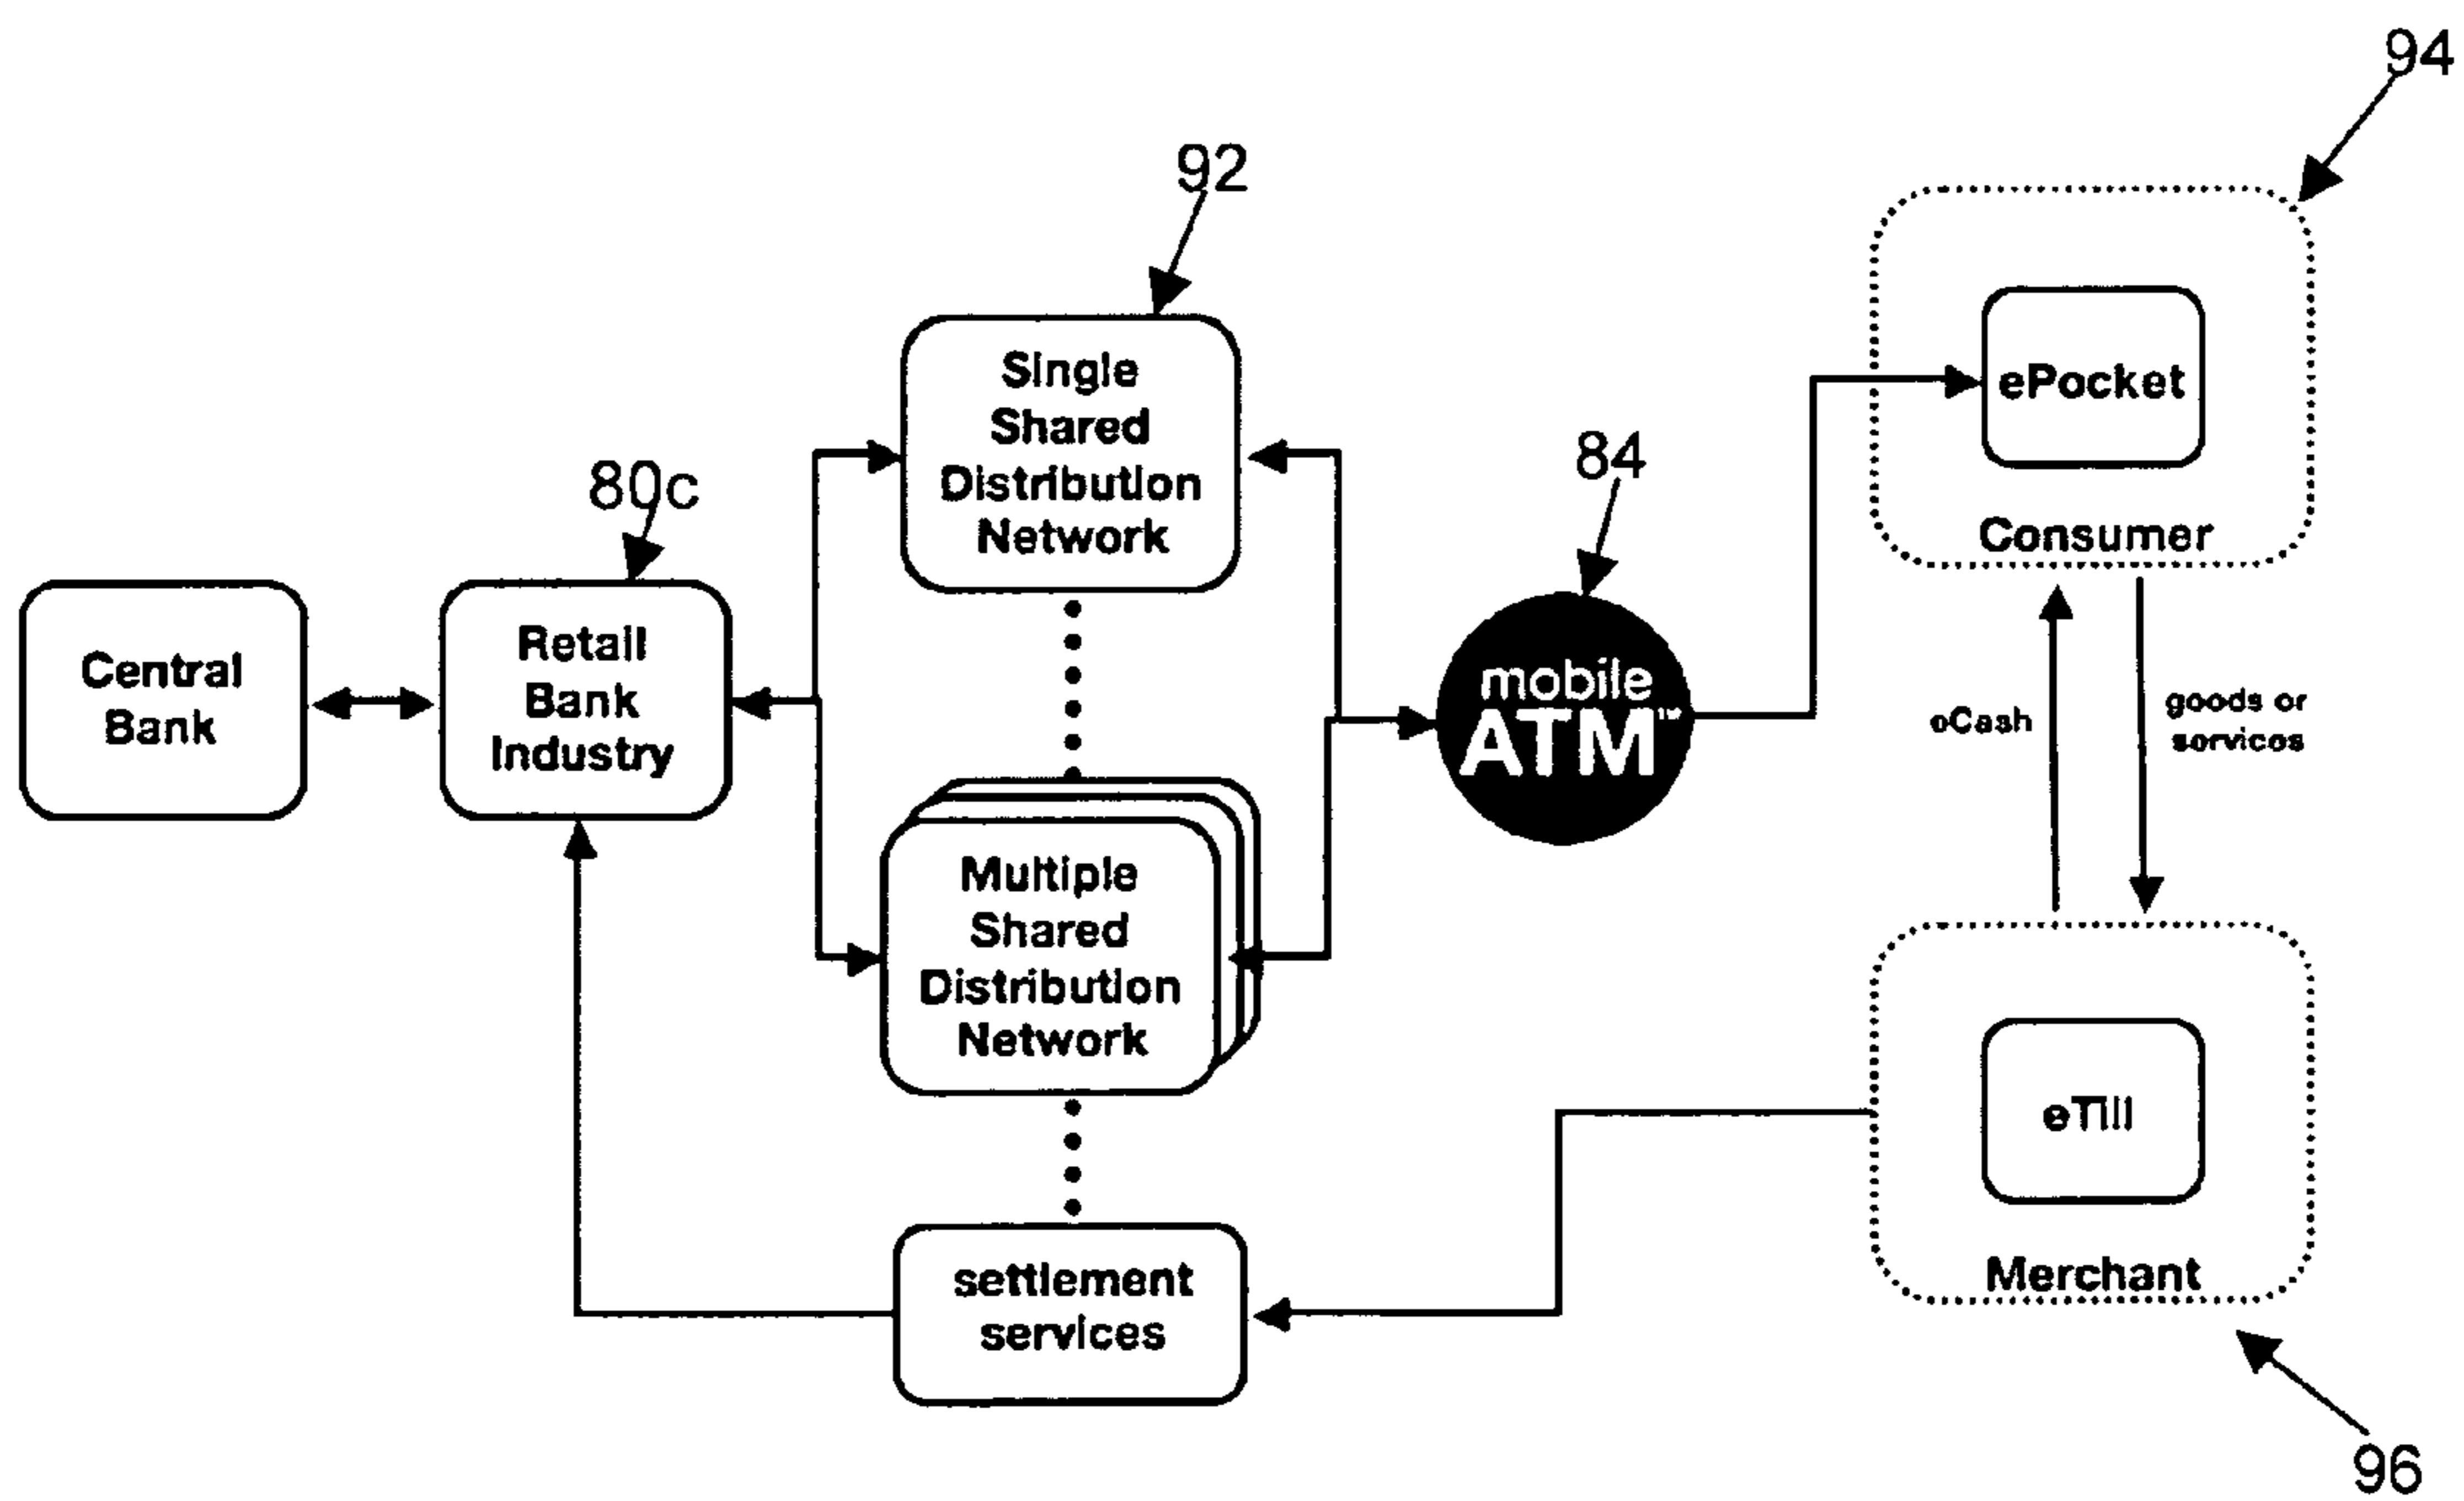 94
92
80c
84
Single
Shared
Distribution
Network
ePocket
Consumer
Central
Bank
Retail
Bank
Industry
mobile
ATM™
eCash
goods or
services
Multiple
Shared
Distribution
Network
eTill
Merchant
settlement
services
96